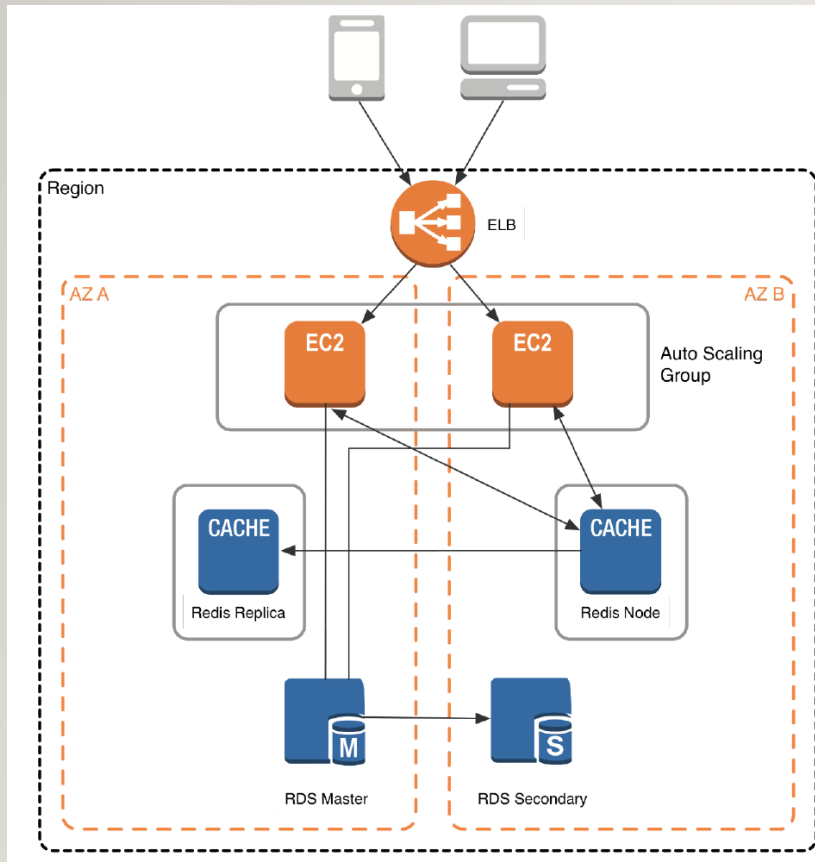 Region
ELB
AZ A
AZ B
EC2
EC2
Auto Scaling
Group
CACHE
CACHE
Redis Replica
Redis Node
M
S
RDS Master
RDS Secondary